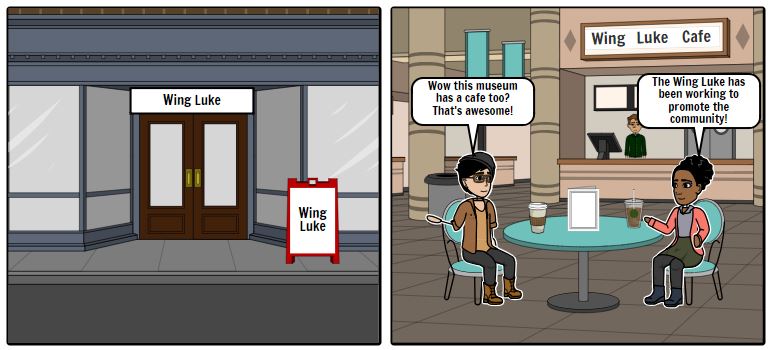 Wing Luke
Wing
Luke
Wing Luke Cafe
Wow this museum
has a cafe too?
That's awesome!
The Wing Luke has
been working to
promote the
community!